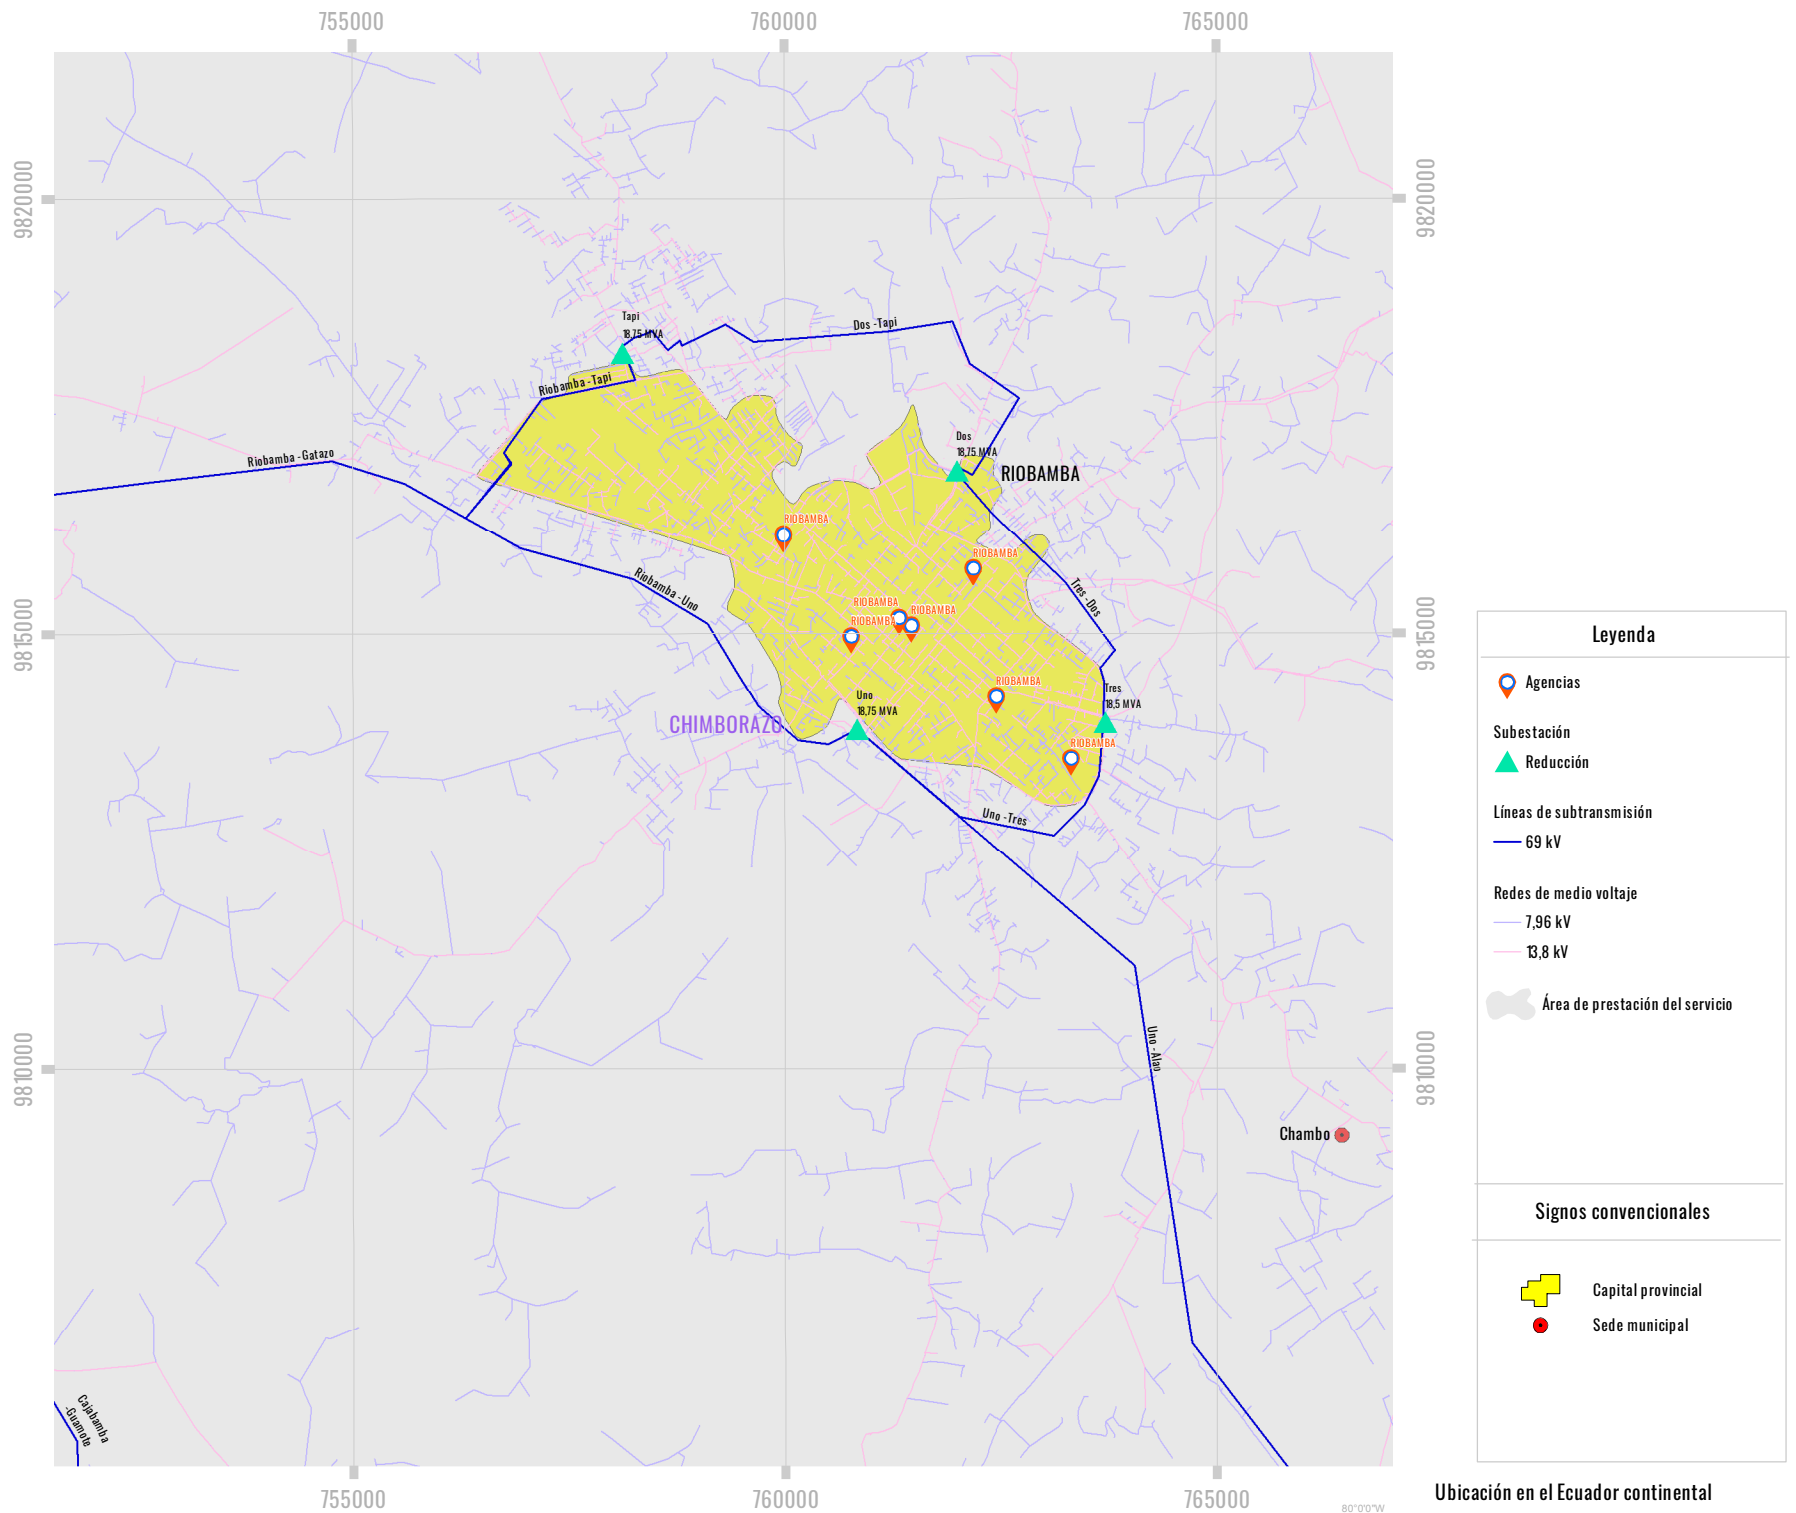 755000
760000
765000
9820000
9820000
Tapi
18,75 MVA
Dos - Tapi
Riobamba - Tapi
Dos
18,75 MVA
Riobamba - Gatazo
RIOBAMBA
RIOBAMBA
RIOBAMBA
Riobamba - Uno
Tres - Dos
RIOBAMBA
RIOBAMBA
RIOBAMBA
9815000
9815000
RIOBAMBA
Uno
18,75 MVA
Tres
18,5 MVA
CHIMBORAZO
RIOBAMBA
Uno - Tres
Uno - Alao
9810000
9810000
Chambo
Cajabamba
- Guamote
755000
760000
765000
80°0'0"W
Leyenda
Agencias
Subestación
Reducción
Líneas de subtransmisión
69 kV
Redes de medio voltaje
7,96 kV
13,8 kV
Área de prestación del servicio
Signos convencionales
Capital provincial
Sede municipal
Ubicación en el Ecuador continental